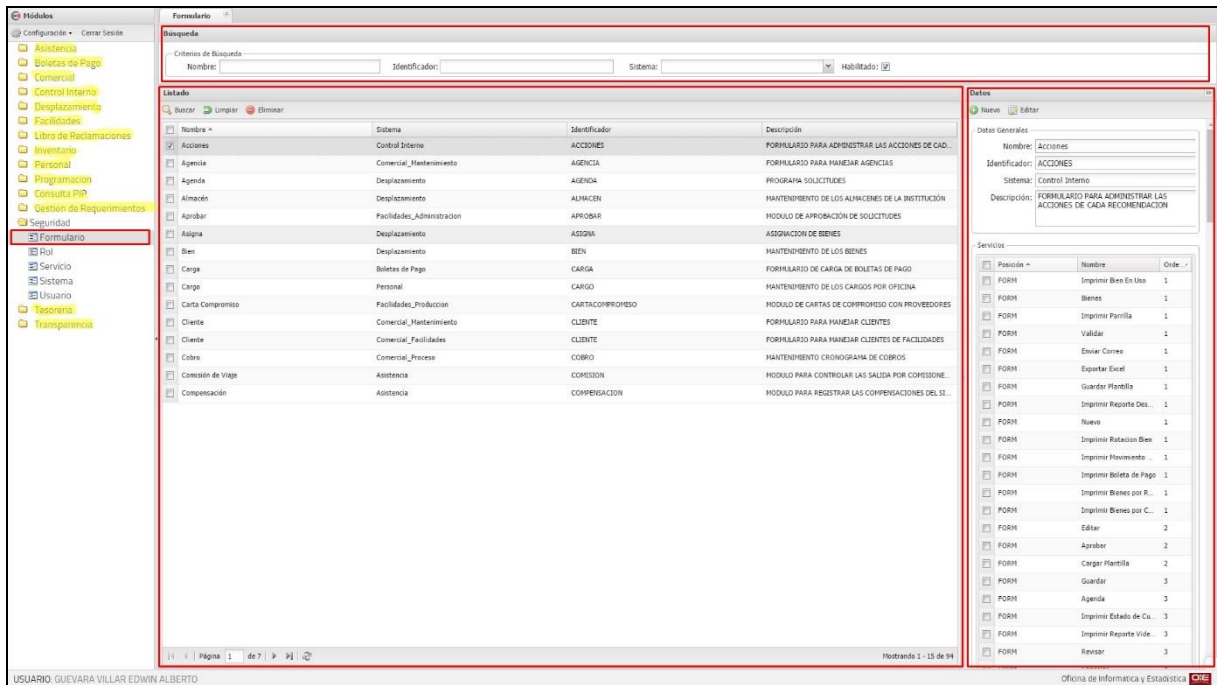 Módulos
Configuración Cerrar Sesión
Asistencia
Boletas de Pago
Comercial
Control Interno
Desplazamiento
Facilidades
Libro de Reclamaciones
Inventario
Personal
Programacion
Consulta PIP
Gestion de Requerimientos
Seguridad
Formulario
Rol
Servicio
Sistema
Usuario
Tesoreria
Transparencia
Formulario
Búsqueda
Criterios de Búsqueda
Nombre: Identificador: Sistema: Habilitado:
Listado
Buscar Limpiar Eliminar
Nombre Sistema Identificador Descripción
Acciones Control Interno ACCIONES FORMULARIO PARA ADMINISTRAR LAS ACCIONES DE CAD...
Agencia Comercial_Mantenimiento AGENCIA FORMULARIO PARA MANEJAR AGENCIAS
Agenda Desplazamiento AGENDA PROGRAMA SOLICITUDES
Almacén Desplazamiento ALMACEN MANTENIMIENTO DE LOS ALMACENES DE LA INSTITUCIÓN
Aprobar Facilidades_Administracion APROBAR MODULO DE APROBACIÓN DE SOLICITUDES
Asigna Desplazamiento ASIGNA ASIGNACION DE BIENES
Bien Desplazamiento BIEN MANTENIMIENTO DE LOS BIENES
Carga Boletas de Pago CARGA FORMULARIO DE CARGA DE BOLETAS DE PAGO
Cargo Personal CARGO MANTENIMIENTO DE LOS CARGOS POR OFICINA
Carta Compromiso Facilidades_Produccion CARTACOMPROMISO MODULO DE CARTAS DE COMPROMISO CON PROVEEDORES
Cliente Comercial_Mantenimiento CLIENTE FORMULARIO PARA MANEJAR CLIENTES
Cliente Comercial_Facilidades CLIENTE FORMULARIO PARA MANEJAR CLIENTES DE FACILIDADES
Cobro Comercial_Proceso COBRO MANTENIMIENTO CRONOGRAMA DE COBROS
Comisión de Viaje Asistencia COMISION MODULO PARA CONTROLAR LAS SALIDA POR COMISIONE...
Compensación Asistencia COMPENSACION MODULO PARA REGISTRAR LAS COMPENSACIONES DEL SI...
Página 1 de 7 Mostrando 1 - 15 de 94
Datos
Nuevo Editar
Datos Generales
Nombre: Acciones
Identificador: ACCIONES
Sistema: Control Interno
Descripción: FORMULARIO PARA ADMINISTRAR LAS
ACCIONES DE CADA RECOMENDACION
Servicios
Posición Nombre Orde...
FORM Imprimir Bien En Uso 1
FORM Bienes 1
FORM Imprimir Parrilla 1
FORM Validar 1
FORM Enviar Correo 1
FORM Exportar Excel 1
FORM Guardar Plantilla 1
FORM Imprimir Reporte Des... 1
FORM Nuevo 1
FORM Imprimir Rotacion Bien 1
FORM Imprimir Movimiento ... 1
FORM Imprimir Boleta de Pago 1
FORM Imprimir Bienes por R... 1
FORM Imprimir Bienes por C... 1
FORM Editar 2
FORM Aprobar 2
FORM Cargar Plantilla 2
FORM Guardar 3
FORM Agenda 3
FORM Imprimir Estado de Cu... 3
FORM Imprimir Reporte Vide... 3
FORM Revisar 3
USUARIO: GUEVARA VILLAR EDWIN ALBERTO Oficina de Informatica y Estadistica